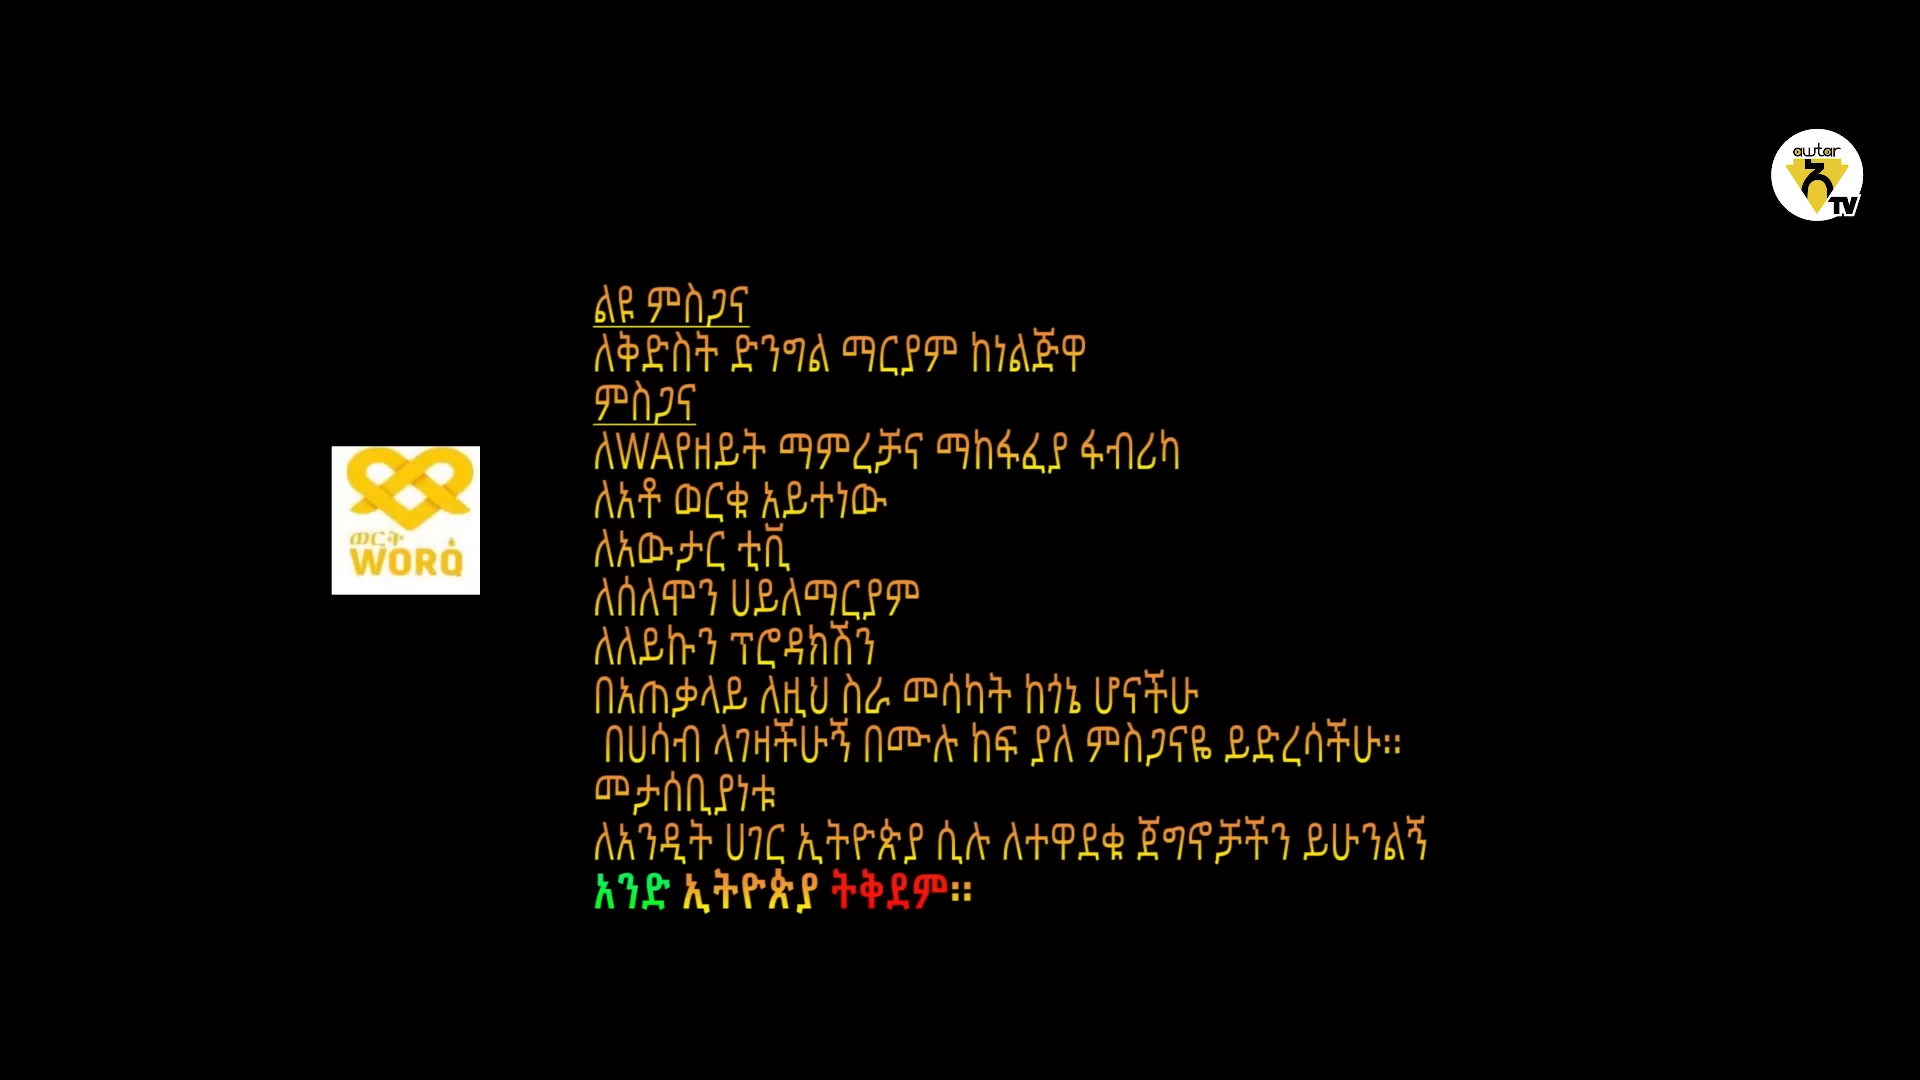 awtar
አ
TV
ልዩ ምስጋና
ለቅድስት ድንግል ማርያም ከነልጅዋ
ምስጋና
ለWAየዘይት ማምረቻና ማከፋፈያ ፋብሪካ
ለአቶ ወርቁ አይተነው
ለአውታር ቲቪ
ለሰለሞን ሀይለማርያም
ለለይኩን ፕሮዳክሽን
በአጠቃላይ ለዚህ ስራ መሳካት ከጎኔ ሆናችሁ
በሀሳብ ላገዛችሁኝ በሙሉ ከፍ ያለ ምስጋናዬ ይድረሳችሁ።
መታሰቢያነቱ
ለአንዲት ሀገር ኢትዮጵያ ሲሉ ለተዋደቁ ጀግኖቻችን ይሁንልኝ
አንድ ኢትዮጵያ ትቅደም።
ወርቅ
WORQ